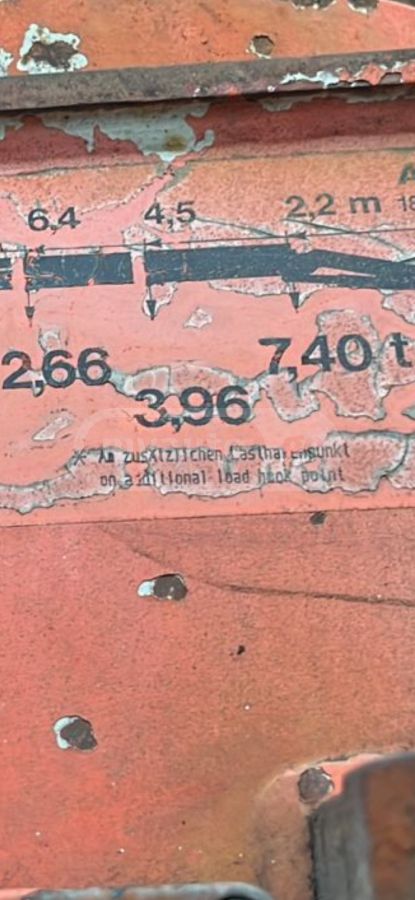 A
6,4 4,5 2,2 m 18
2,66 3,96 7,40 t
* Am zusätzlichen Lasthakenpunkt
on additional load hook point